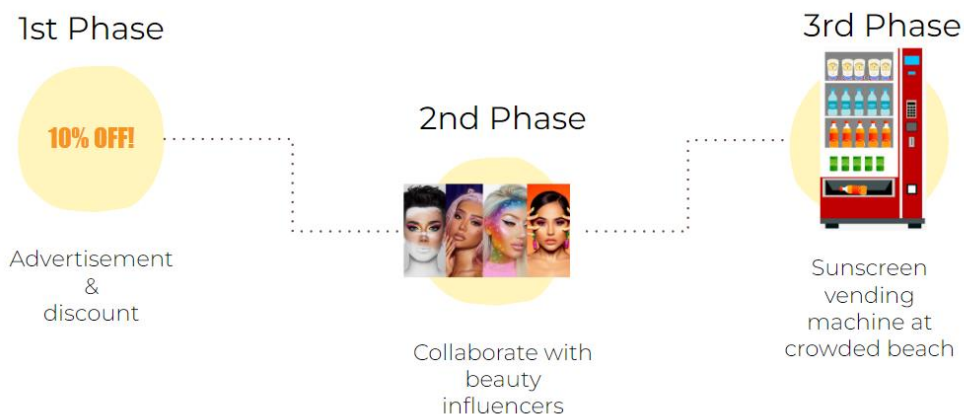 1st Phase
10% OFF!
Advertisement
&
discount
2nd Phase
Collaborate with
beauty
influencers
3rd Phase
Sunscreen
vending
machine at
crowded beach